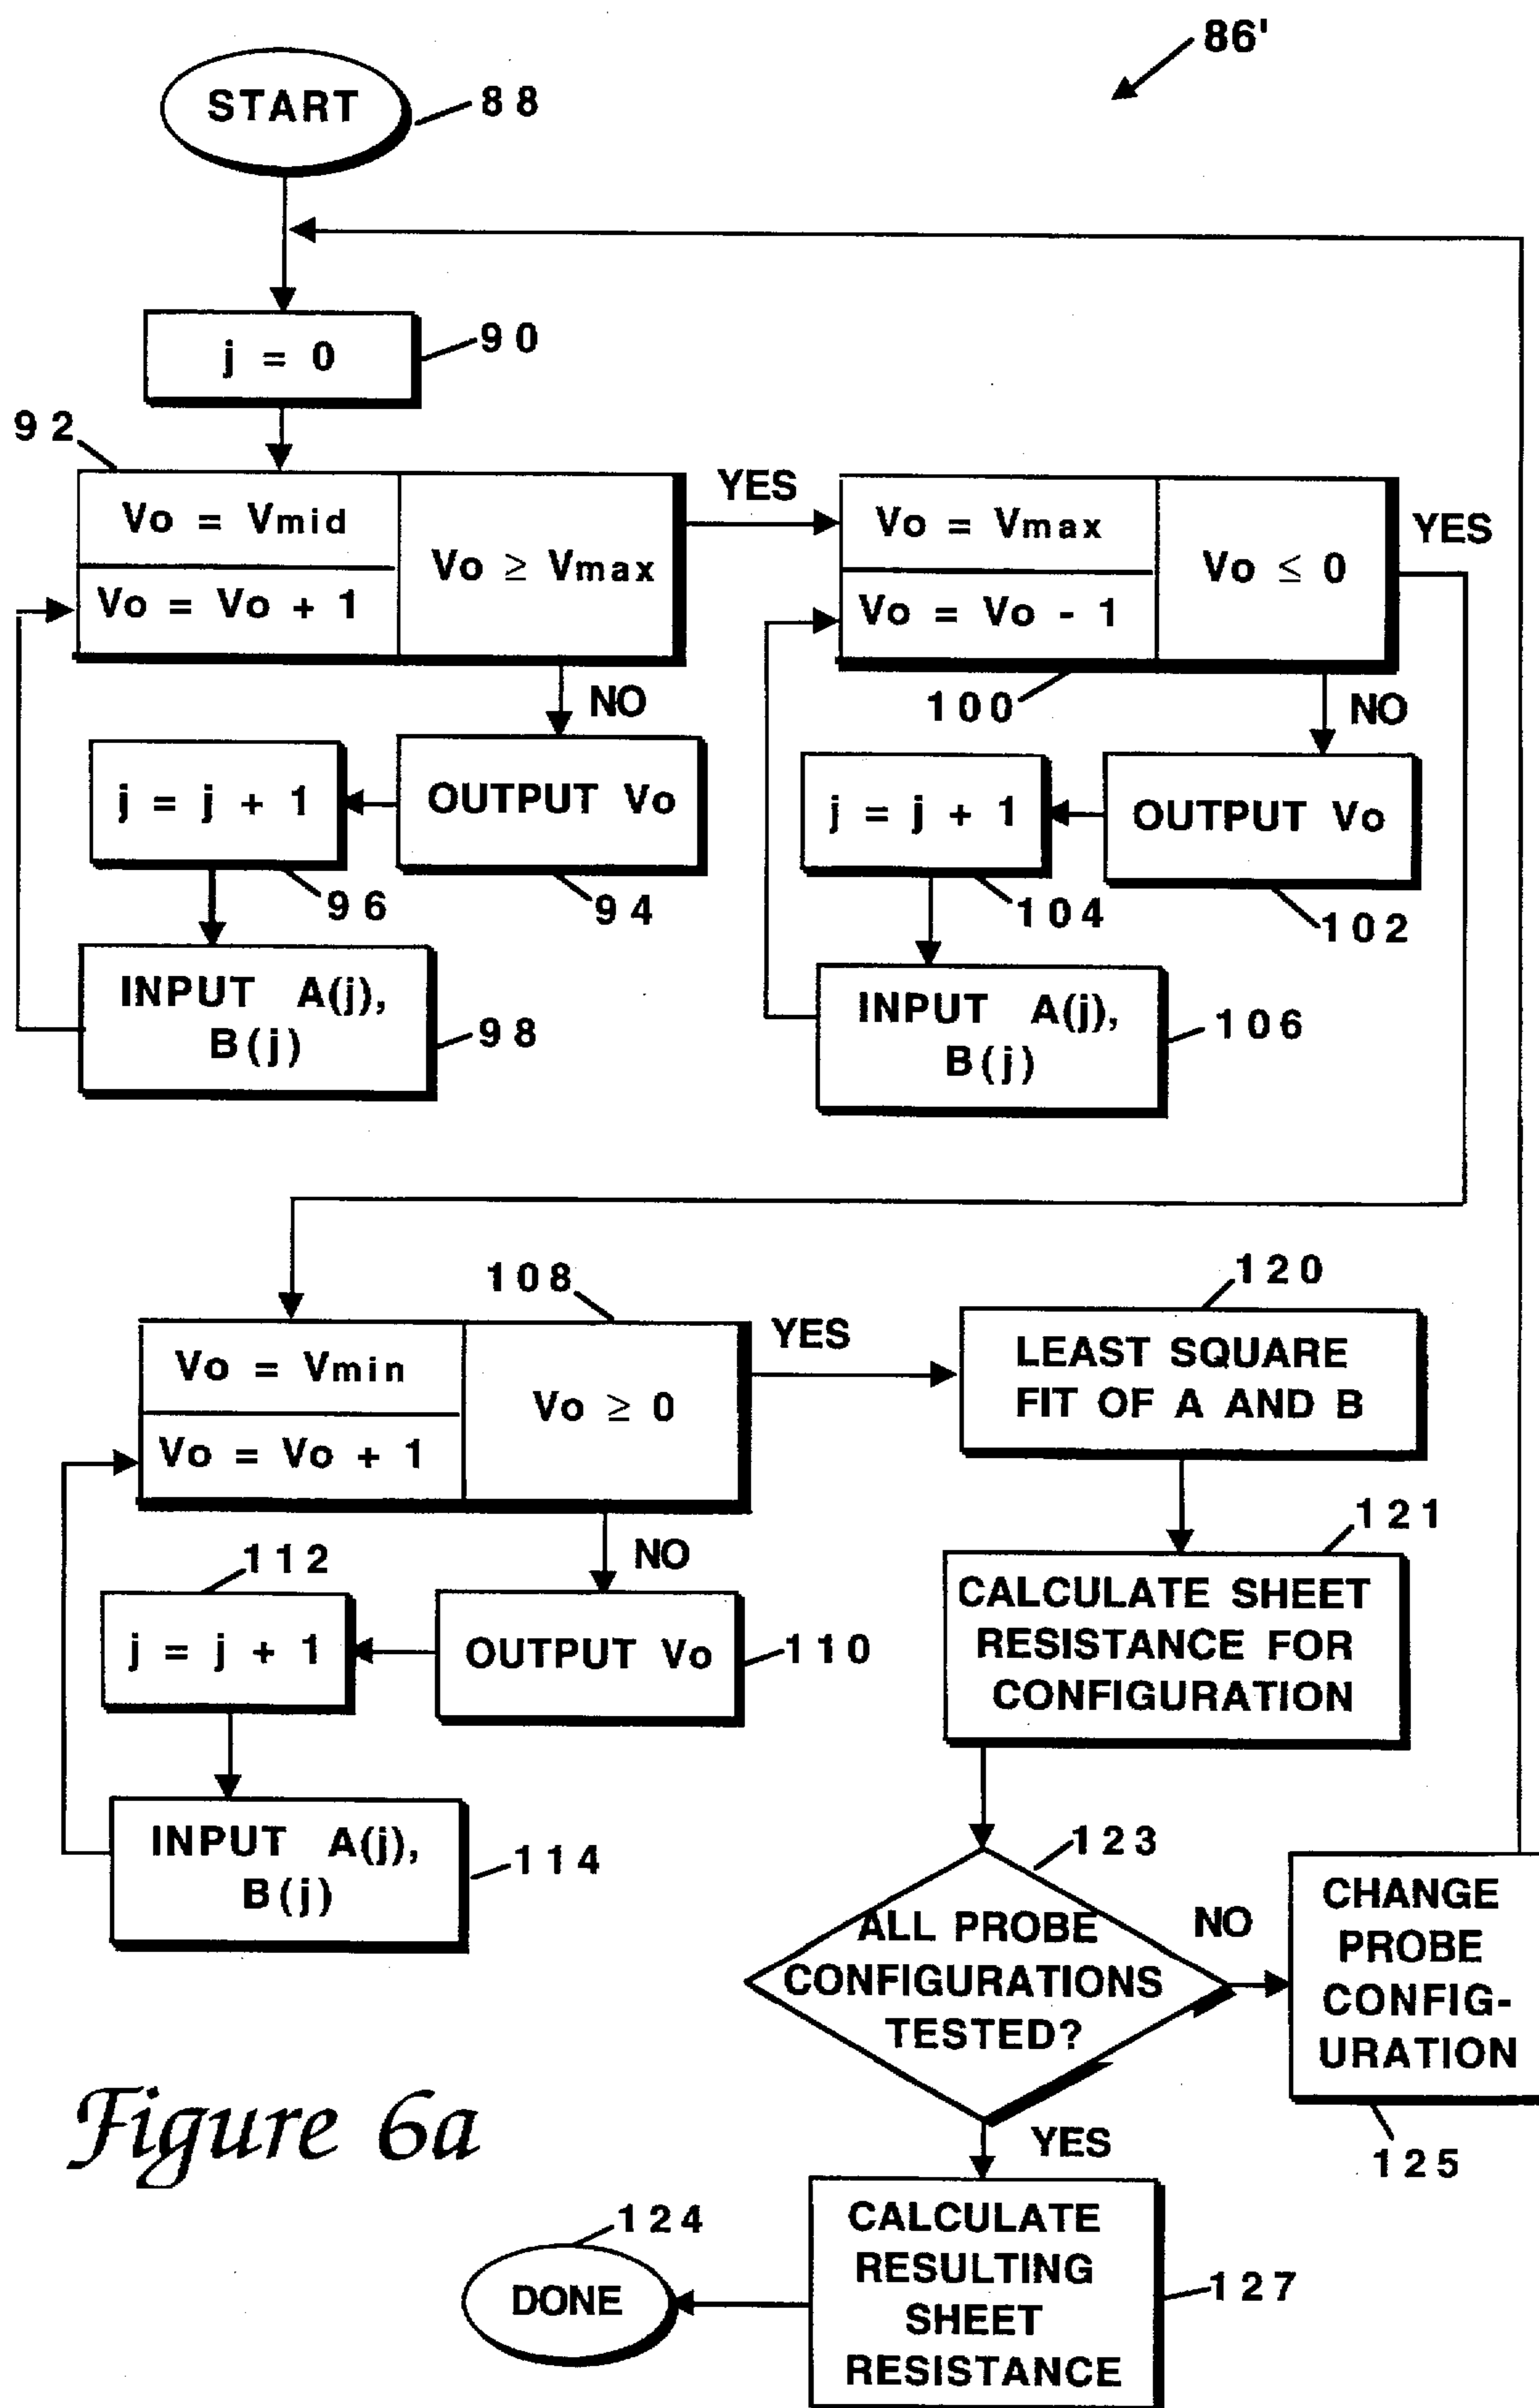 86'
START
88
j = 0
90
92
Vo = Vmid
Vo = Vo + 1
Vo ≥ Vmax
YES
NO
OUTPUT Vo
94
j = j + 1
96
INPUT A(j),
B(j)
98
Vo = Vmax
Vo = Vo - 1
Vo ≤ 0
YES
100
NO
OUTPUT Vo
102
j = j + 1
104
INPUT A(j),
B(j)
106
108
Vo = Vmin
Vo = Vo + 1
Vo ≥ 0
YES
NO
OUTPUT Vo
110
112
j = j + 1
INPUT A(j),
B(j)
114
120
LEAST SQUARE
FIT OF A AND B
121
CALCULATE SHEET
RESISTANCE FOR
CONFIGURATION
123
ALL PROBE
CONFIGURATIONS
TESTED?
NO
CHANGE
PROBE
CONFIG-
URATION
125
YES
CALCULATE
RESULTING
SHEET
RESISTANCE
127
124
DONE
Figure 6a